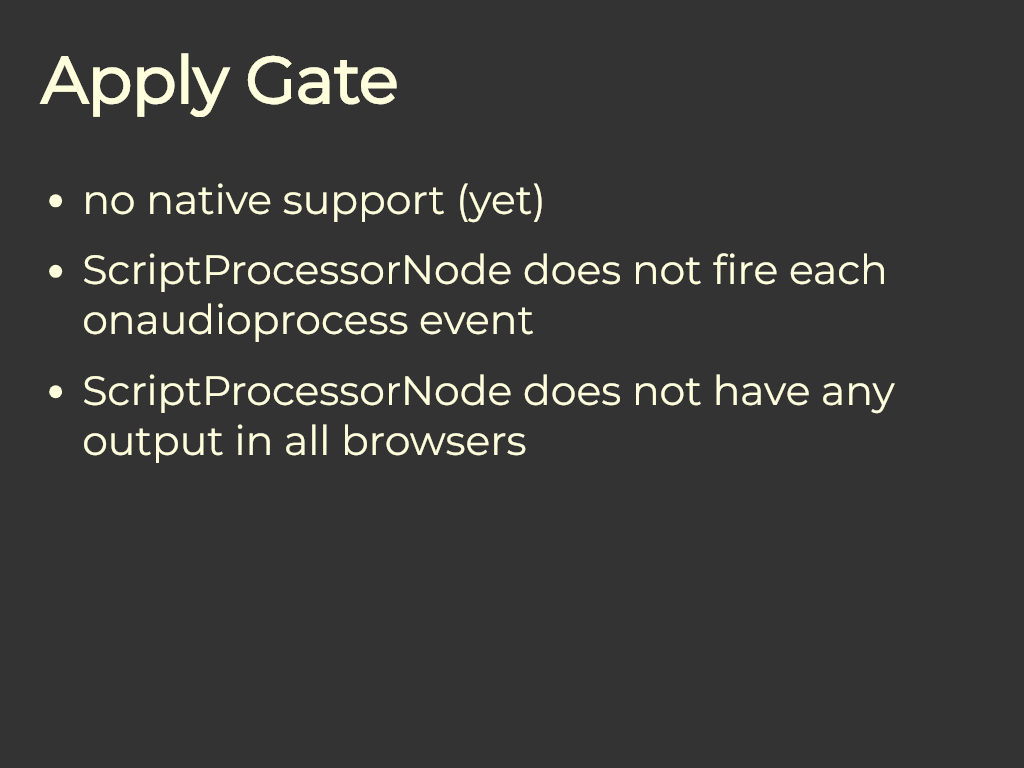 Apply Gate
• no native support (yet)
• ScriptProcessorNode does not fire each
onaudioprocess event
• ScriptProcessorNode does not have any
output in all browsers